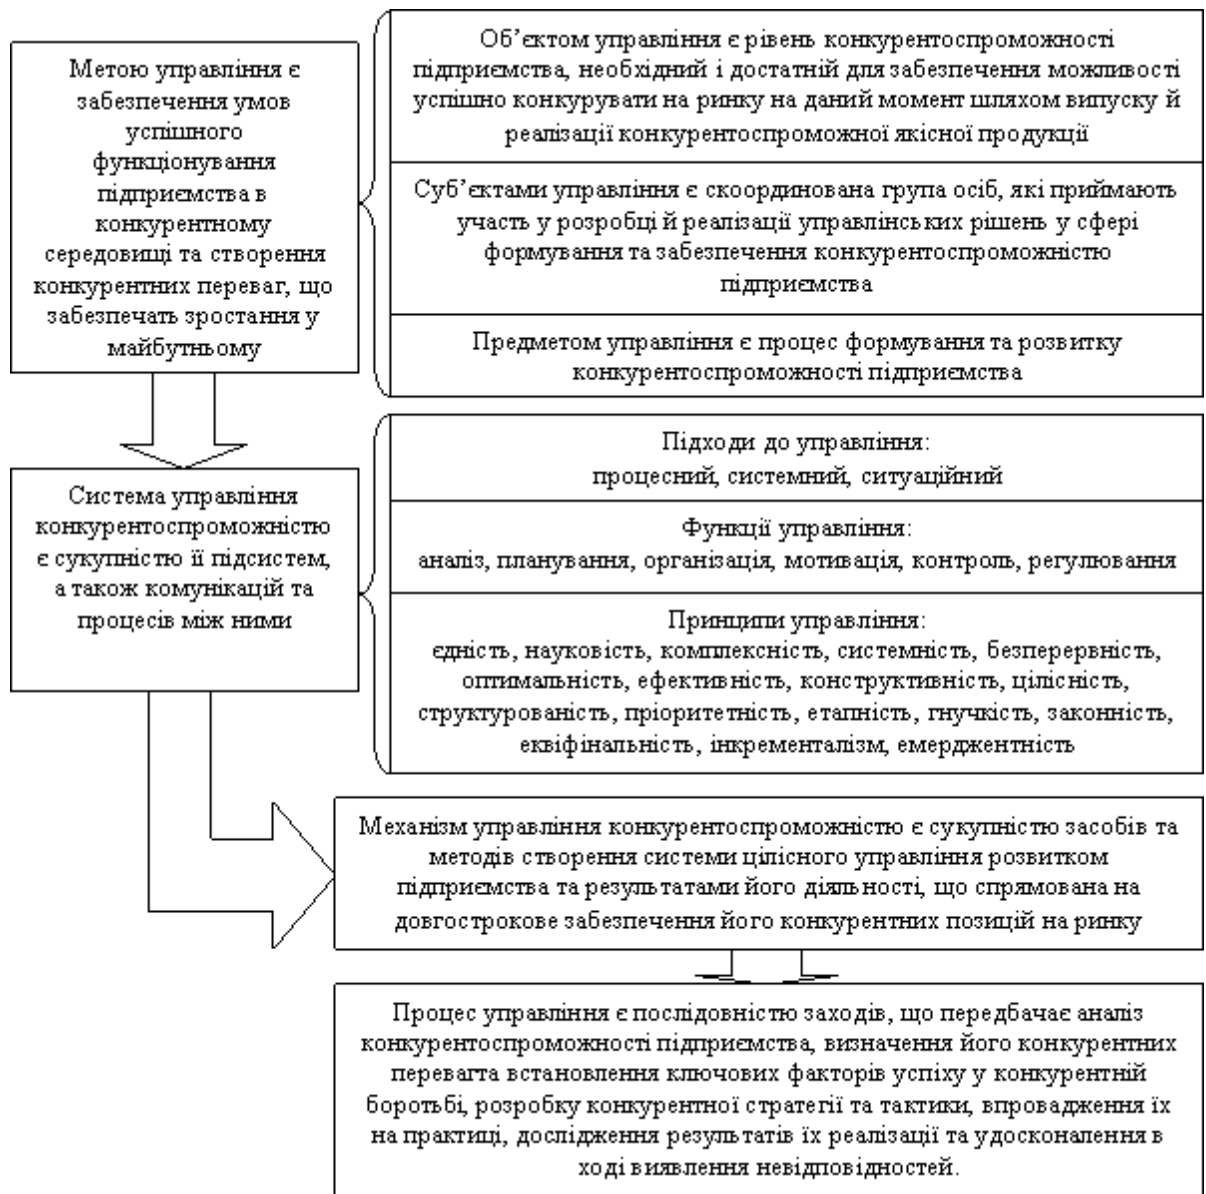 Метою управління є
забезпечення умов
успішного
функціонування
підприємства в
конкурентному
середовищі та створення
конкурентних переваг, що
забезпечать зростання у
майбутньому
Об’єктом управління є рівень конкурентоспроможності
підприємства, необхідний і достатній для забезпечення можливості
успішно конкурувати на ринку на даний момент шляхом випуску й
реалізації конкурентоспроможної якісної продукції
Суб’єктами управління є скоординована група осіб, які приймають
участь у розробці й реалізації управлінських рішень у сфері
формування та забезпечення конкурентоспроможністю
підприємства
Предметом управління є процес формування та розвитку
конкурентоспроможності підприємства
Система управління
конкурентоспроможністю
є сукупністю її підсистем,
а також комунікацій та
процесів між ними
Підходи до управління:
процесний, системний, ситуаційний
Функції управління:
аналіз, планування, організація, мотивація, контроль, регулювання
Принципи управління:
єдність, науковість, комплексність, системність, безперервність,
оптимальність, ефективність, конструктивність, цілісність,
структурованість, пріоритетність, етапність, гнучкість, законність,
еквіфінальність, інкременталізм, емерджентність
Механізм управління конкурентоспроможністю є сукупністю засобів та
методів створення системи цілісного управління розвитком
підприємства та результатами його діяльності, що спрямована на
довгострокове забезпечення його конкурентних позицій на ринку
Процес управління є послідовністю заходів, що передбачає аналіз
конкурентоспроможності підприємства, визначення його конкурентних
перевагта встановлення ключових факторів успіху у конкурентній
боротьбі, розробку конкурентної стратегії та тактики, впровадження їх
на практиці, дослідження результатів їх реалізації та удосконалення в
ході виявлення невідповідностей.